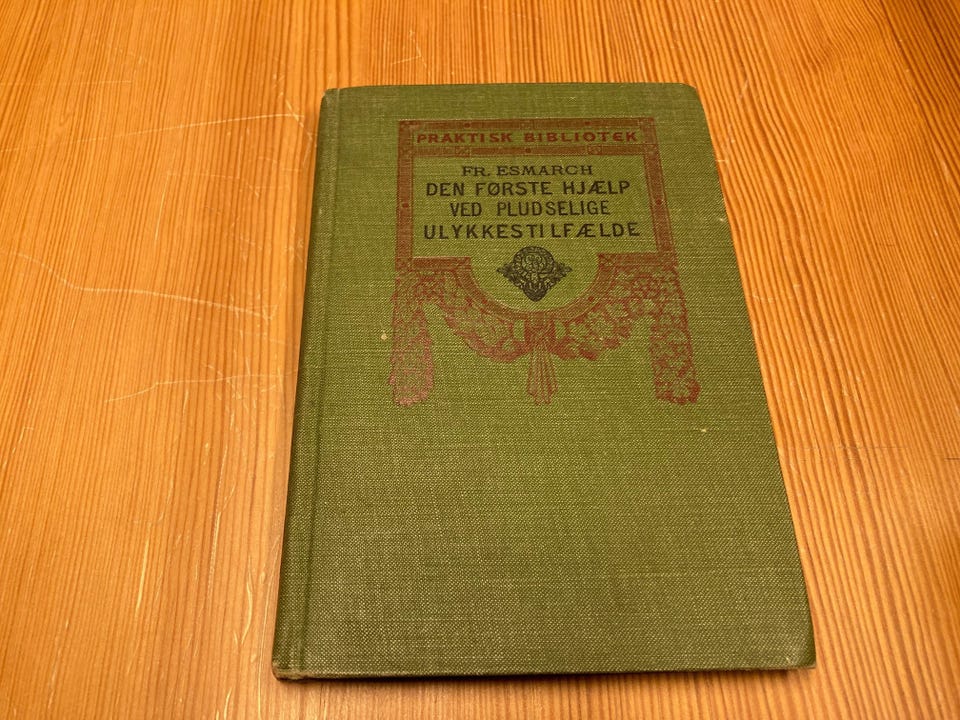 PRAKTISK BIBLIOTEK
FR. ESMARCH
DEN FØRSTE HJÆLP
VED PLUDSELIGE
ULYKKESTILFÆLDE